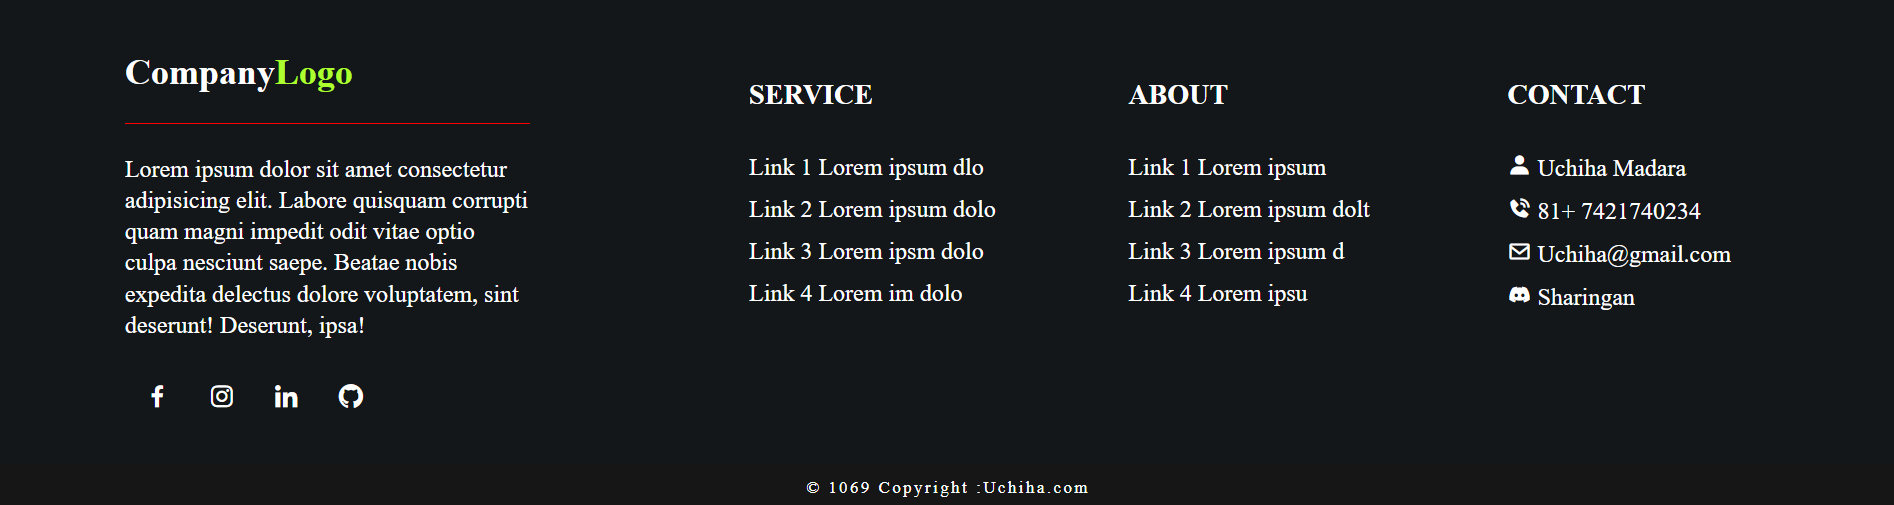 CompanyLogo
Lorem ipsum dolor sit amet consectetur
adipisicing elit. Labore quisquam corrupti
quam magni impedit odit vitae optio
culpa nesciunt saepe. Beatae nobis
expedita delectus dolore voluptatem, sint
deserunt! Deserunt, ipsa!
SERVICE
Link 1 Lorem ipsum dlo
Link 2 Lorem ipsum dolo
Link 3 Lorem ipsm dolo
Link 4 Lorem im dolo
ABOUT
Link 1 Lorem ipsum
Link 2 Lorem ipsum dolt
Link 3 Lorem ipsum d
Link 4 Lorem ipsu
CONTACT
Uchiha Madara
81+ 7421740234
Uchiha@gmail.com
Sharingan
© 1069 Copyright :Uchiha.com